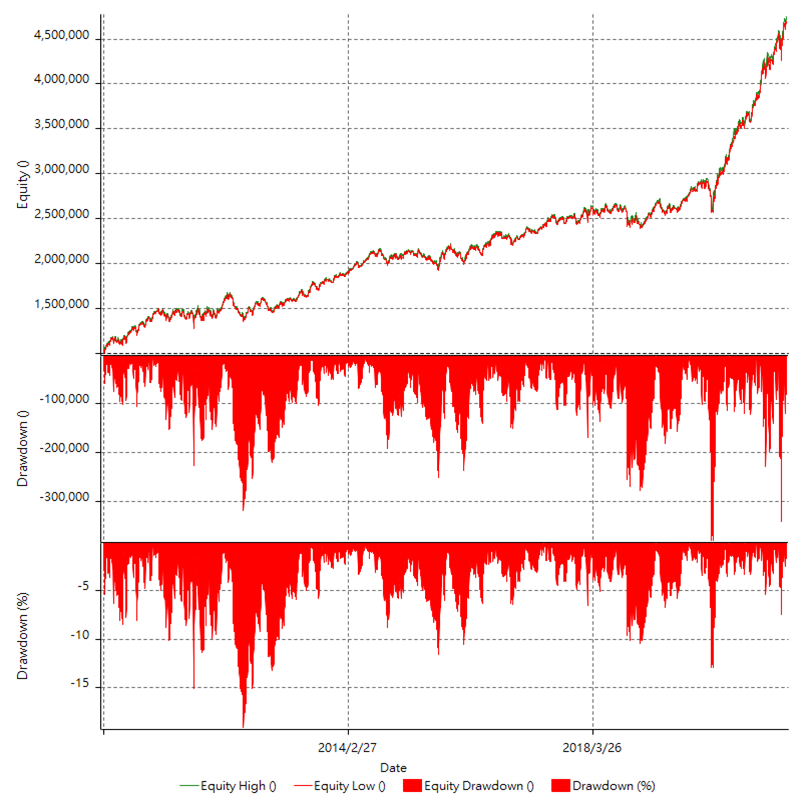 4,500,000
4,000,000
3,500,000
3,000,000
2,500,000
2,000,000
1,500,000
Equity ()
-100,000
-200,000
-300,000
Drawdown ()
-5
-10
-15
Drawdown (%)
2014/2/27 2018/3/26
Date
Equity High () Equity Low () Equity Drawdown () Drawdown (%)